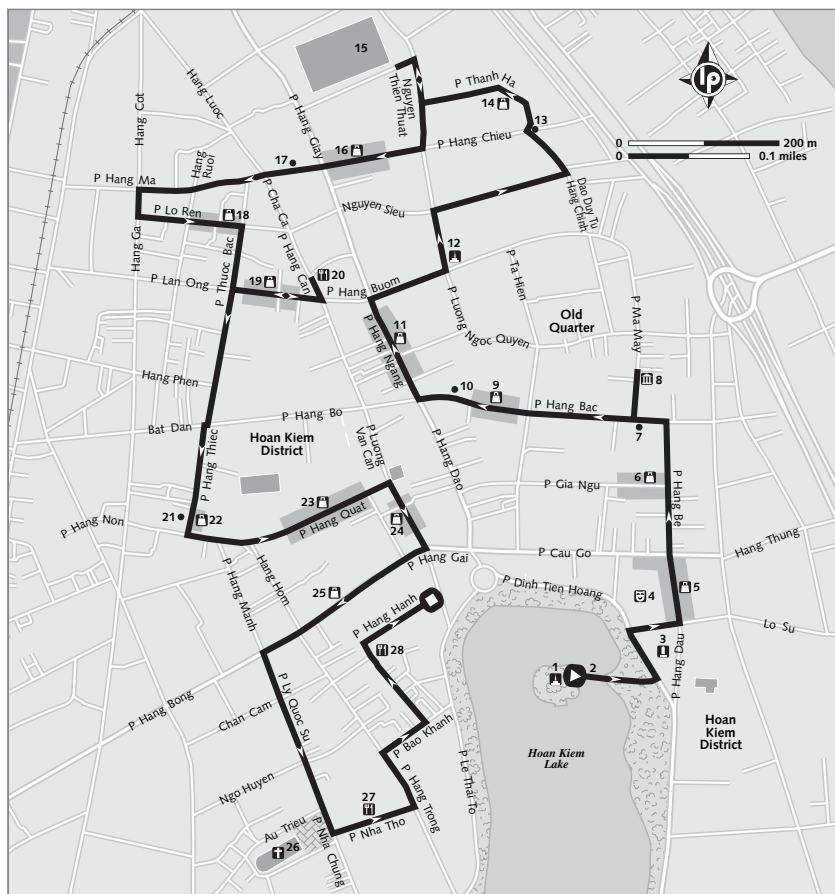 15
Nguyen
Thien Thuat
P Thanh Ha
14
13
lp
0 200 m
0 0.1 miles
Hang Cot
Hang Luoc
P Hang Giay
16
17
P Hang Chieu
Hang
Ruoi
P Hang Ma
P Cha Ca
P Lo Ren
18
Nguyen Sieu
Dao Duy Tu
Hang Chinh
Hang Ga
P Thuoc Bac
P Hang Can
12
P Ta Hien
P Lan Ong
19
20
P Hang Buom
P Luong Ngoc Quyen
Old
Quarter
P Ma May
11
P Hang Ngang
8
Hang Phen
10
9
P Hang Bac
7
Bat Dan
P Hang Bo
P Hang Thiec
Hoan Kiem
District
P Luong
Van Can
P Hang Dao
6
P Gia Ngu
P Hang Be
23
P Hang Quat
24
P Hang Non
21
22
P Hang Gai
P Cau Go
Hang Thung
P Hang Manh
Hang Hom
25
P Dinh Tien Hoang
4
5
P Hang Hanh
28
Lo Su
3
P Hang Dau
1
2
P Hang Bong
P Ly Quoc Su
Chan Cam
P Bao Khanh
Hoan Kiem
Lake
Hoan
Kiem
District
Ngo Huyen
P Le Thai To
P Hang Trong
27
Au Trieu
26
P Nha Tho
P Nha Chung